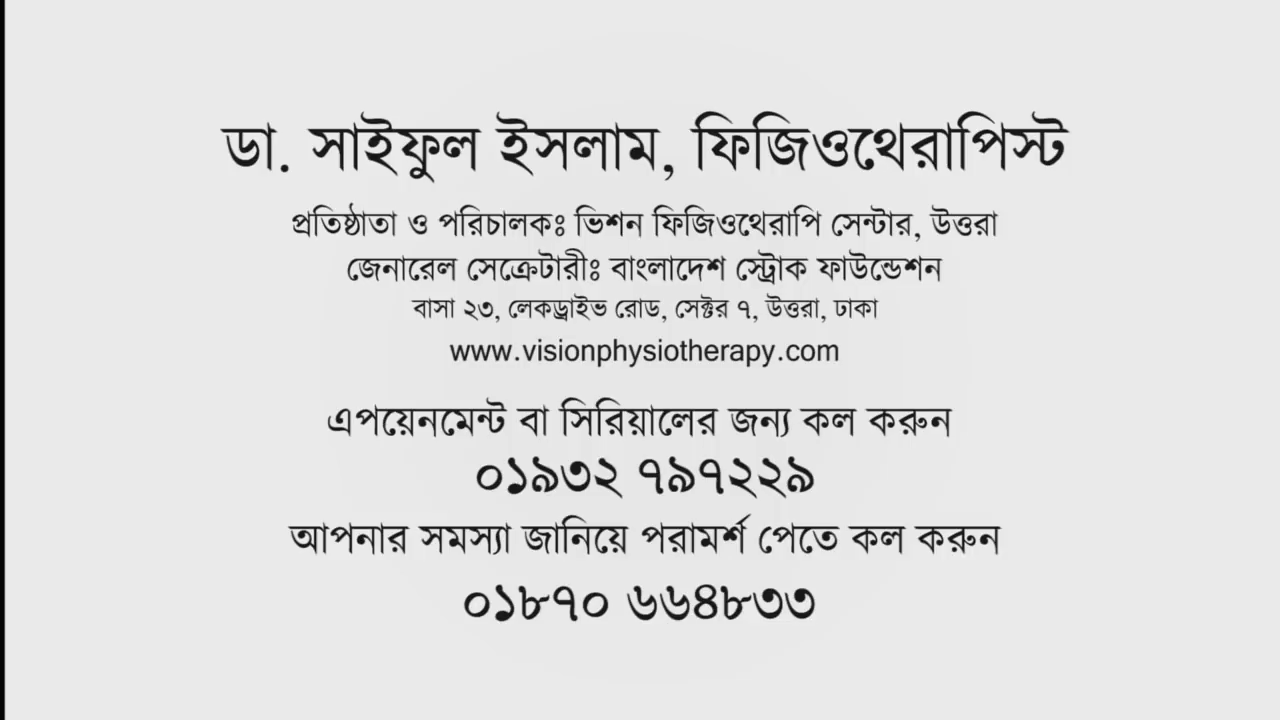 ডা. সাইফুল ইসলাম, ফিজিওথেরাপিস্ট
প্রতিষ্ঠাতা ও পরিচালকঃ ভিশন ফিজিওথেরাপি সেন্টার, উত্তরা
জেনারেল সেক্রেটারীঃ বাংলাদেশ স্ট্রোক ফাউন্ডেশন
বাসা ২৩, লেকড্রাইভ রোড, সেক্টর ৭, উত্তরা, ঢাকা
www.visionphysiotherapy.com
এপয়েনমেন্ট বা সিরিয়ালের জন্য কল করুন
০১৯৩২ ৭৯৭২২৯
আপনার সমস্যা জানিয়ে পরামর্শ পেতে কল করুন
০১৮৭০ ৬৬৪৮৩৩